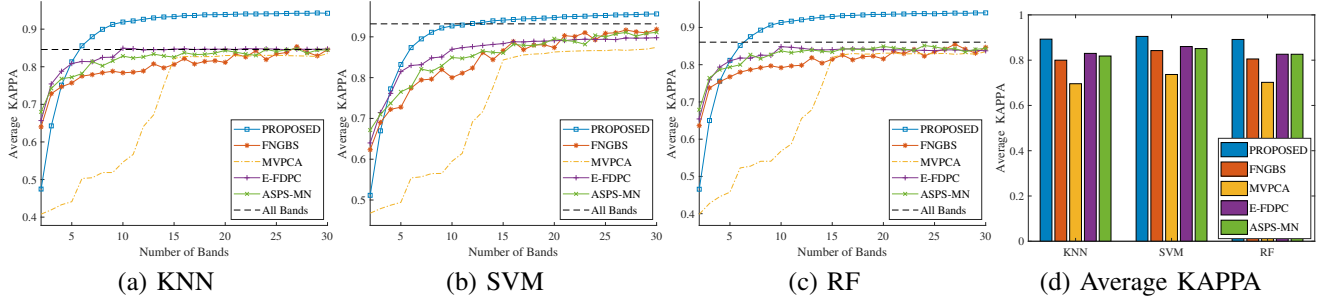 0.9
0.8
0.7
0.6
0.5
0.4
Average KAPPA
5 10 15 20 25 30
Number of Bands
PROPOSED
FNGBS
MVPCA
E-FDPC
ASPS-MN
All Bands
(a) KNN
0.9
0.8
0.7
0.6
0.5
Average KAPPA
5 10 15 20 25 30
Number of Bands
PROPOSED
FNGBS
MVPCA
E-FDPC
ASPS-MN
All Bands
(b) SVM
0.9
0.8
0.7
0.6
0.5
0.4
Average KAPPA
5 10 15 20 25 30
Number of Bands
PROPOSED
FNGBS
MVPCA
E-FDPC
ASPS-MN
All Bands
(c) RF
1
0.8
0.6
0.4
0.2
0
Average KAPPA
KNN SVM RF
PROPOSED
FNGBS
MVPCA
E-FDPC
ASPS-MN
(d) Average KAPPA